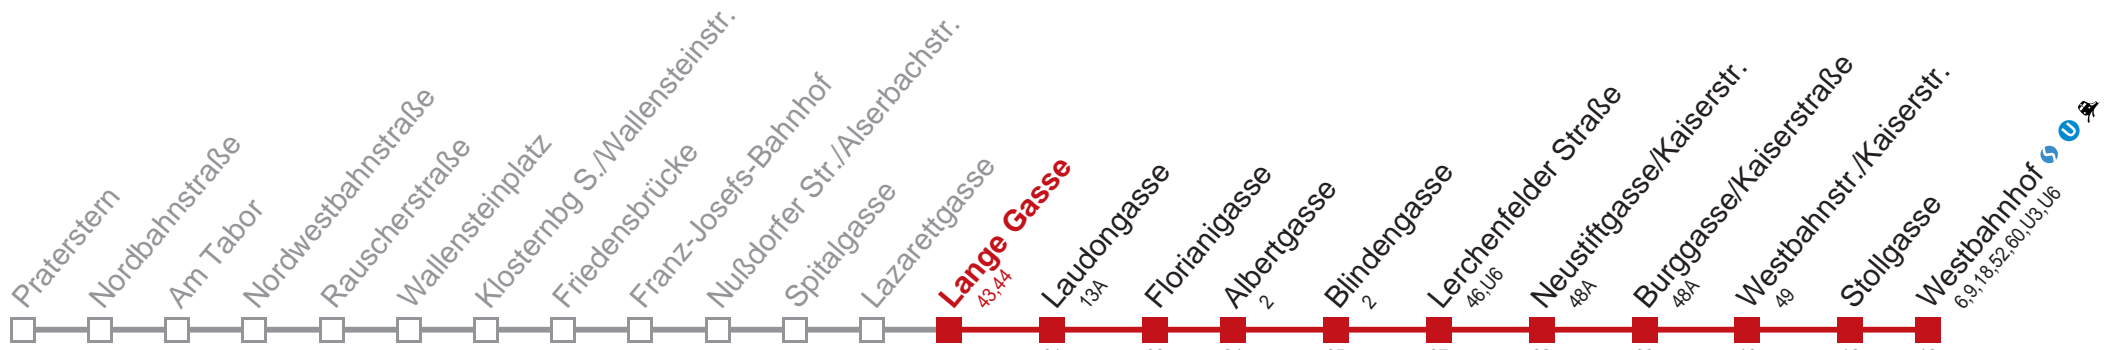 Praterstern
Nordbahnstraße
Am Tabor
Nordwestbahnstraße
Rauscherstraße
Wallensteinplatz
Klosternbg S./Wallensteinstr.
Friedensbrücke
Franz-Josefs-Bahnhof
Nußdorfer Str./Alserbachstr.
Spitalgasse
Lazarettgasse
Lange Gasse
43,44
Laudongasse
13A
Florianigasse
Albertgasse
2
Blindengasse
2
Lerchenfelder Straße
46,U6
Neustiftgasse/Kaiserstr.
48A
Burggasse/Kaiserstraße
48A
Westbahnstr./Kaiserstr.
49
Stollgasse
Westbahnhof U
6,9,18,52,60,U3,U6